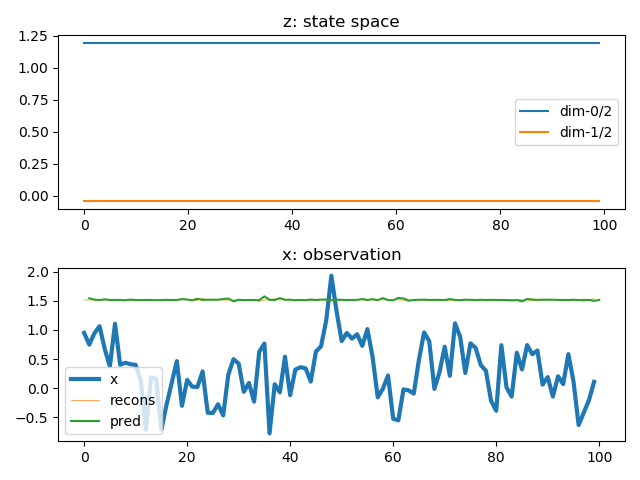 z: state space
1.25
1.00
0.75
0.50
0.25
0.00
dim-0/2
dim-1/2
0 20 40 60 80 100
x: observation
2.0
1.5
1.0
0.5
0.0
−0.5
x
recons
pred
0 20 40 60 80 100